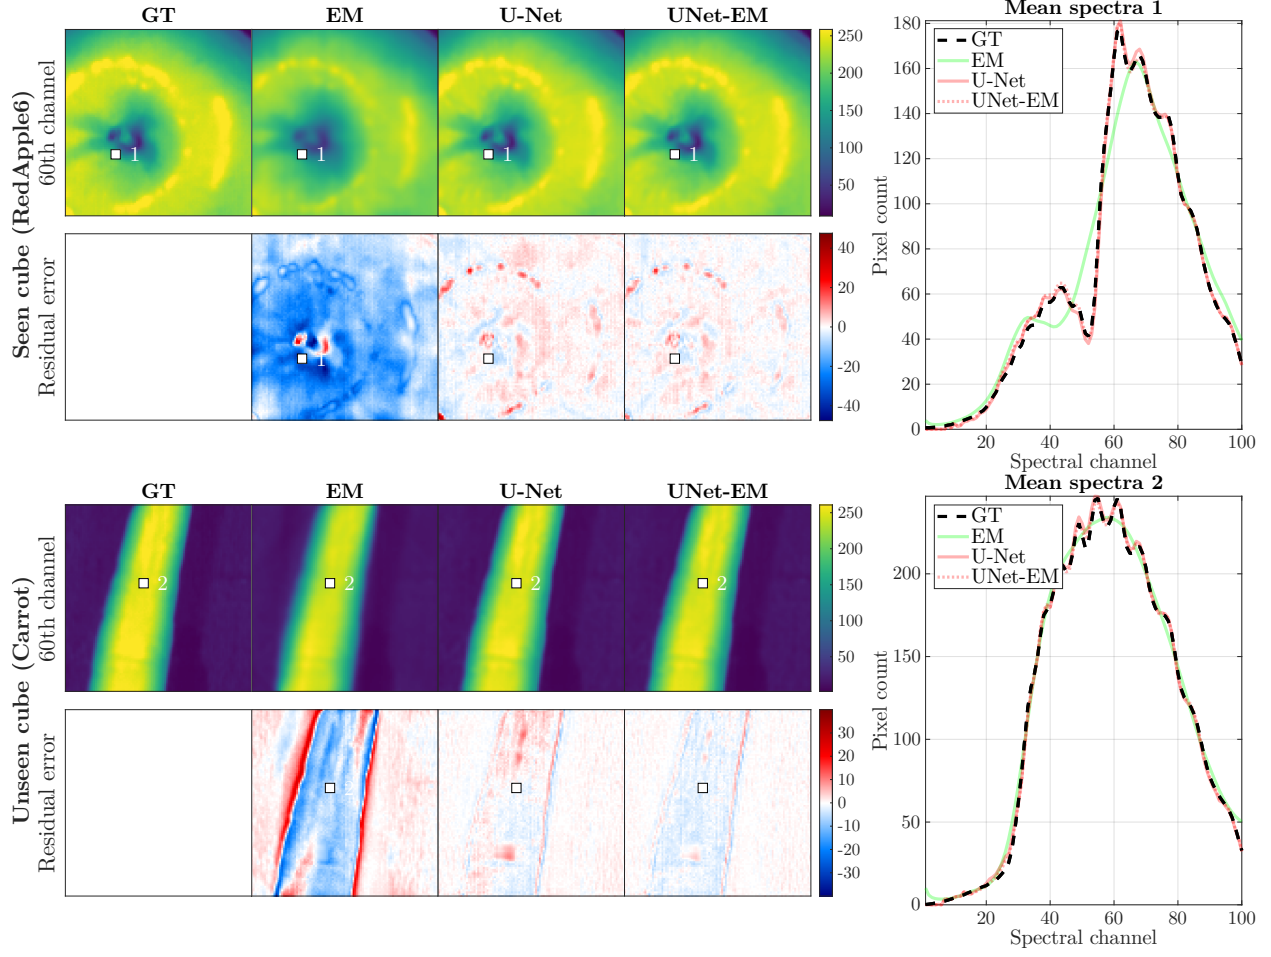 GT EM U-Net UNet-EM
Seen cube (RedApple6)
60th channel
1 1 1 1
250
200
150
100
50
Residual error
1
40
20
0
-20
-40
Mean spectra 1
GT
EM
U-Net
UNet-EM
Pixel count
180
160
140
120
100
80
60
40
20
0
20 40 60 80 100
Spectral channel
GT EM U-Net UNet-EM
Unseen cube (Carrot)
60th channel
2 2 2 2
250
200
150
100
50
Residual error
30
20
10
0
-10
-20
-30
Mean spectra 2
GT
EM
U-Net
UNet-EM
Pixel count
200
150
100
50
0
20 40 60 80 100
Spectral channel